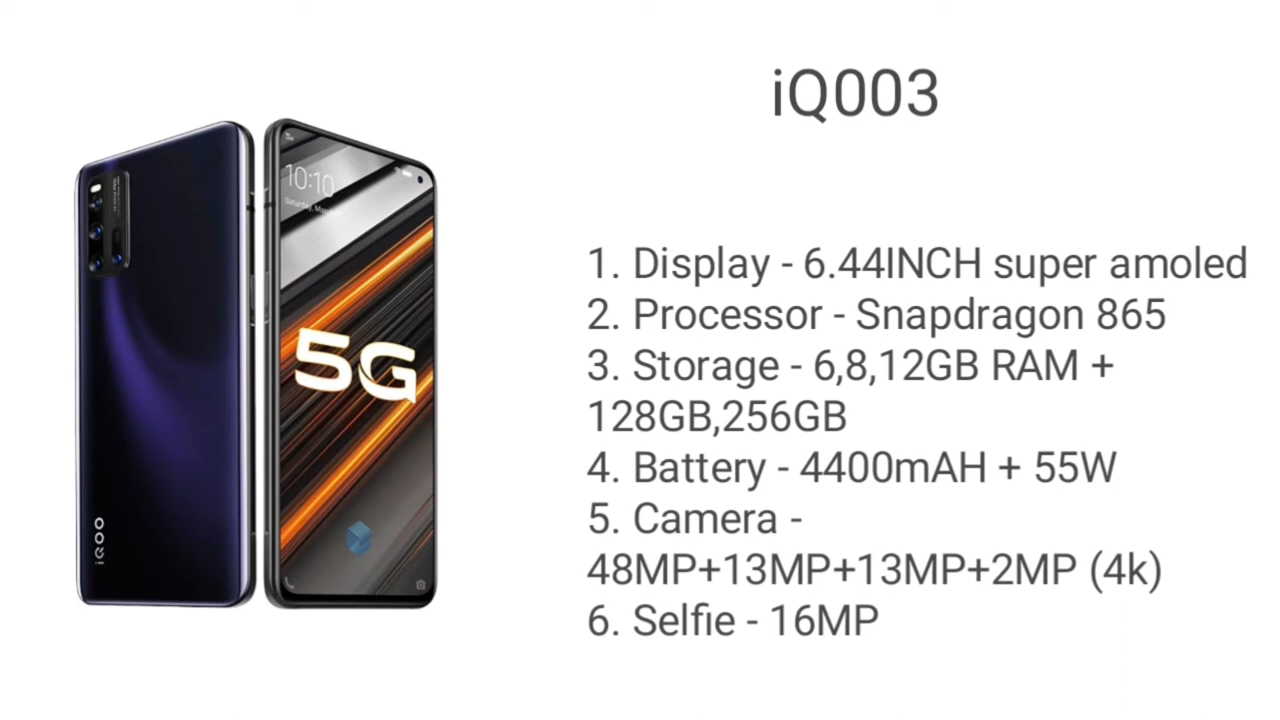 iQ003
10:10
5G
iQOO
1. Display - 6.44INCH super amoled
2. Processor - Snapdragon 865
3. Storage - 6,8,12GB RAM +
128GB,256GB
4. Battery - 4400mAH + 55W
5. Camera -
48MP+13MP+13MP+2MP (4k)
6. Selfie - 16MP